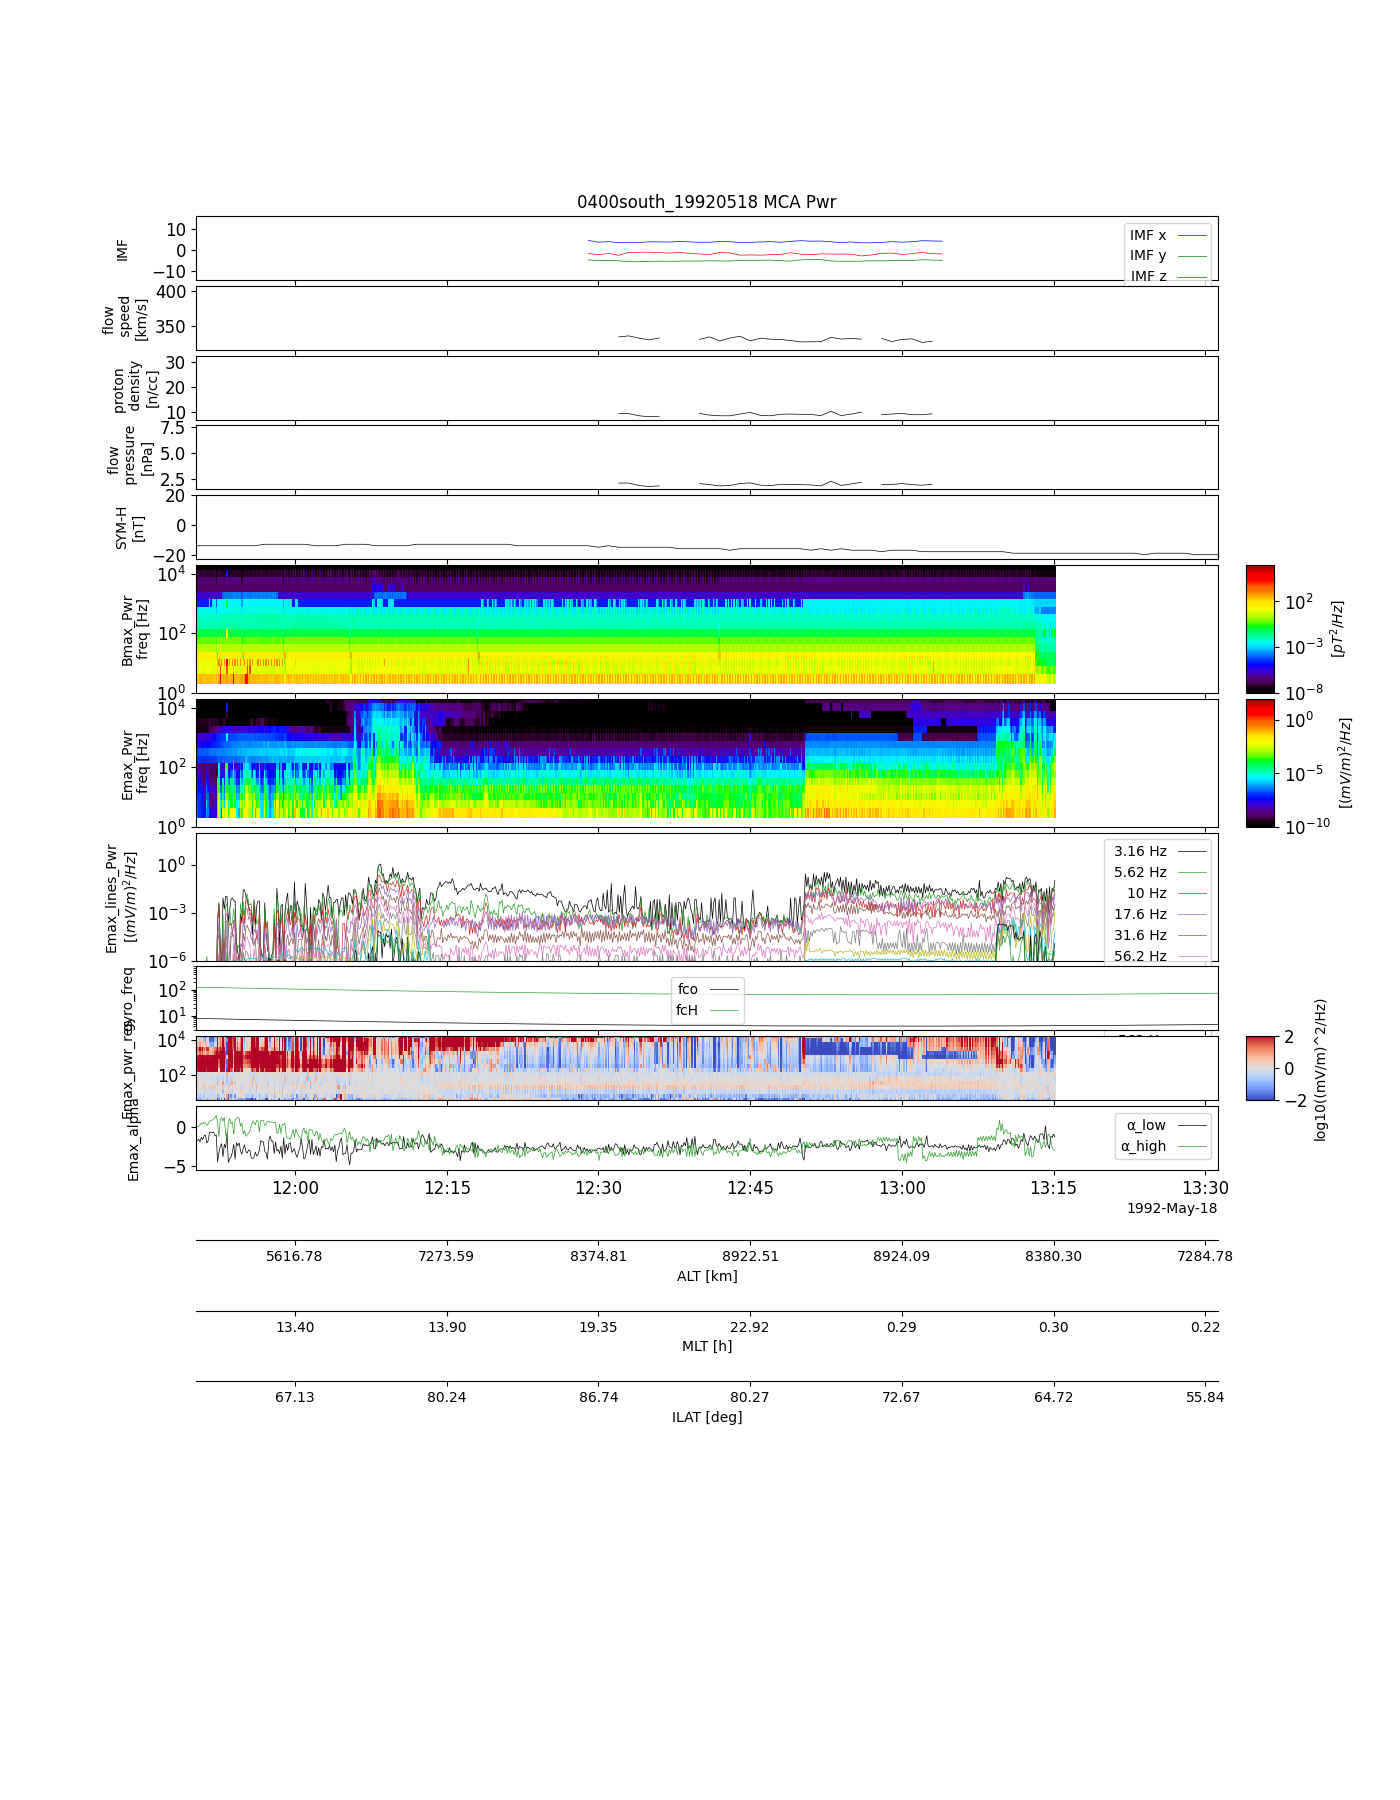 0400south_19920518 MCA Pwr
IMF
10
0
−10
IMF x
IMF y
IMF z
flow
speed
[km/s]
400
350
proton
density
[n/cc]
30
20
10
flow
pressure
[nPa]
7.5
5.0
2.5
SYM-H
[nT]
20
0
−20
Bmax_Pwr
freq [Hz]
10^4
10^2
10^0
10^2
10^−3
10^−8
[pT^2/Hz]
Emax_Pwr
freq [Hz]
10^4
10^2
10^0
10^0
10^−5
10^−10
[(mV/m)^2/Hz]
Emax_lines_Pwr
[(mV/m)^2/Hz]
10^0
10^−3
10^−6
3.16 Hz
5.62 Hz
10 Hz
17.6 Hz
31.6 Hz
56.2 Hz
gyro_freq
10^2
10^1
fco
fcH
Emax_pwr_reg
10^4
10^2
2
0
−2
log10((mV/m)^2/Hz)
Emax_alpha
0
−5
α_low
α_high
12:00 12:15 12:30 12:45 13:00 13:15 13:30
1992-May-18
5616.78 7273.59 8374.81 8922.51 8924.09 8380.30 7284.78
ALT [km]
13.40 13.90 19.35 22.92 0.29 0.30 0.22
MLT [h]
67.13 80.24 86.74 80.27 72.67 64.72 55.84
ILAT [deg]